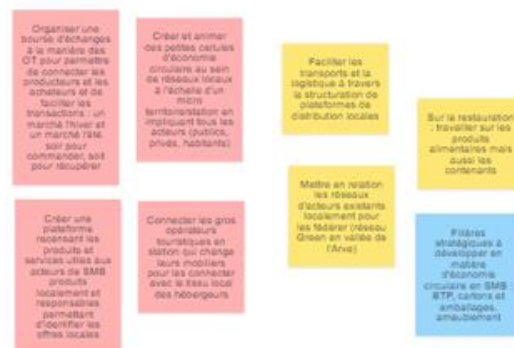 Organiser une
bourse d'échanges
à la manière des
OT pour permettre
de connecter les
producteurs et les
acheteurs et de
faciliter les
transactions : un
marché l'hiver et
un marché l'été
soir pour
commander, soit
pour récupérer
Créer et animer
des petites cellules
d'économie
circulaire au sein
de réseaux locaux
à l'échelle d'un
micro
territoire/station en
impliquant tous les
acteurs (publics,
privés, habitants)
Faciliter les
transports et la
logistique à travers
la structuration de
plateformes de
distribution locales
Sur la restauration
: travailler sur les
produits
alimentaires mais
aussi les
contenants
Créer une
plateforme
recensant les
produits et
services utiles aux
acteurs de SMB
produits
localement et
responsables
permettant
d'identifier les
offres locales
Connecter les gros
opérateurs
touristiques en
station qui change
leurs mobiliers
pour les connecter
avec le tissu local
des hébergeurs
Mettre en relation
les réseaux
d'acteurs existants
localement pour
les fédérer (réseau
Green en vallée de
l'Arve)
Filières
stratégiques à
développer en
matière
d'économie
circulaire en SMB
BTP, cartons et
emballages,
ameublement